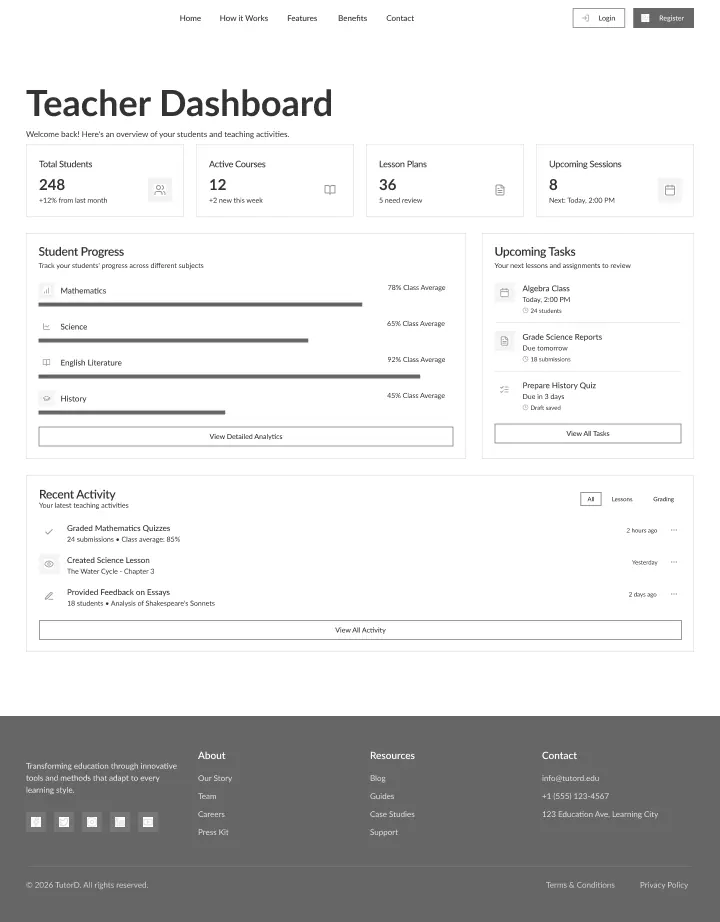 Home How it Works Features Benefits Contact Login Register
Teacher Dashboard
Welcome back! Here's an overview of your students and teaching activities.
Total Students
248
+12% from last month
Active Courses
12
+2 new this week
Lesson Plans
36
5 need review
Upcoming Sessions
8
Next: Today, 2:00 PM
Student Progress
Track your students' progress across different subjects
Mathematics 78% Class Average
Science 65% Class Average
English Literature 92% Class Average
History 45% Class Average
View Detailed Analytics
Upcoming Tasks
Your next lessons and assignments to review
Algebra Class
Today, 2:00 PM
24 students
Grade Science Reports
Due tomorrow
18 submissions
Prepare History Quiz
Due in 3 days
Draft saved
View All Tasks
Recent Activity
Your latest teaching activities
All Lessons Grading
Graded Mathematics Quizzes
24 submissions • Class average: 85%
2 hours ago
Created Science Lesson
The Water Cycle - Chapter 3
Yesterday
Provided Feedback on Essays
18 students • Analysis of Shakespeare's Sonnets
2 days ago
View All Activity
Transforming education through innovative
tools and methods that adapt to every
learning style.
About
Our Story
Team
Careers
Press Kit
Resources
Blog
Guides
Case Studies
Support
Contact
info@tutord.edu
+1 (555) 123-4567
123 Education Ave, Learning City
© 2026 TutorD. All rights reserved.
Terms & Conditions Privacy Policy